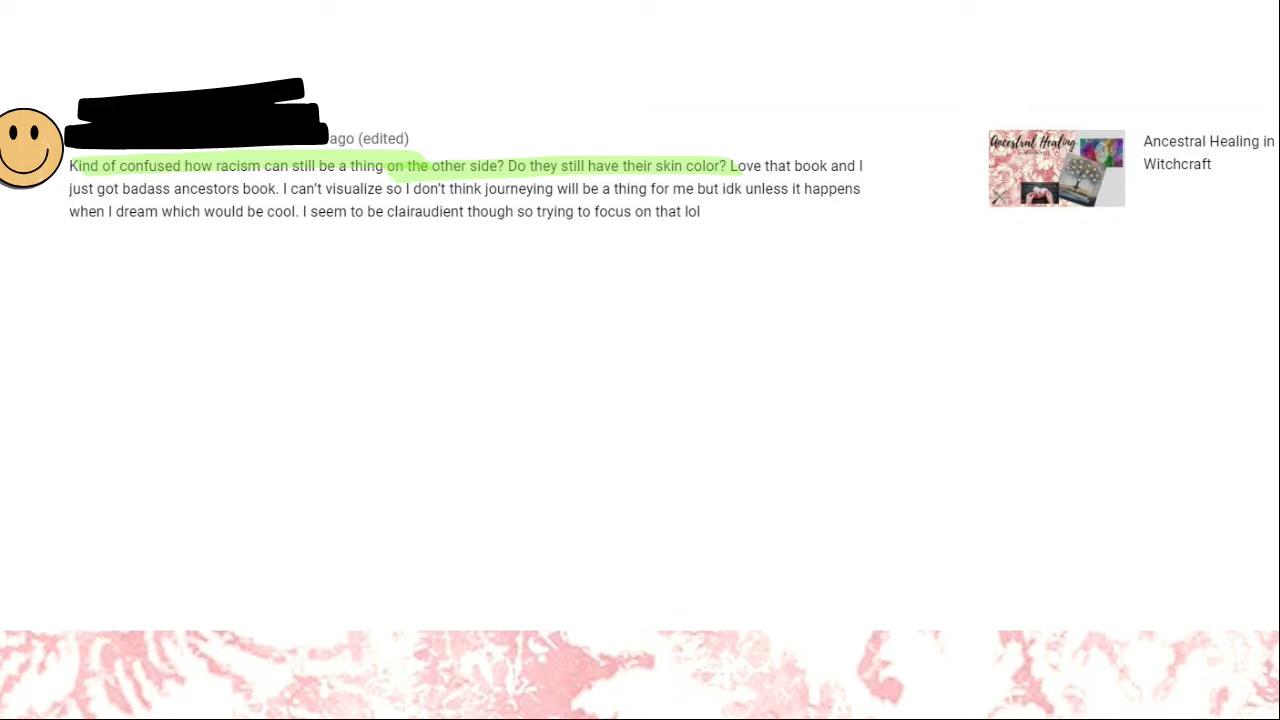 ago (edited)
Kind of confused how racism can still be a thing on the other side? Do they still have their skin color? Love that book and I
just got badass ancestors book. I can't visualize so I don't think journeying will be a thing for me but idk unless it happens
when I dream which would be cool. I seem to be clairaudient though so trying to focus on that lol
Ancestral Healing in
Witchcraft
Ancestral Healing